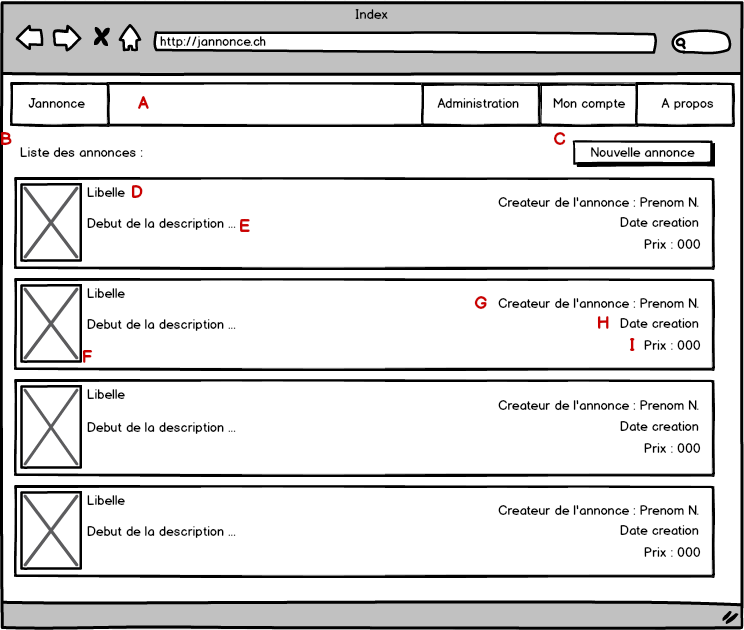 Index
http://jannonce.ch
Jannonce A Administration Mon compte A propos
B C
Liste des annonces : Nouvelle annonce
Libelle D
Createur de l'annonce : Prenom N.
Debut de la description ... E Date creation
Prix : 000
Libelle
G Createur de l'annonce : Prenom N.
Debut de la description ... H Date creation
I Prix : 000
F
Libelle
Createur de l'annonce : Prenom N.
Debut de la description ... Date creation
Prix : 000
Libelle
Createur de l'annonce : Prenom N.
Debut de la description ... Date creation
Prix : 000